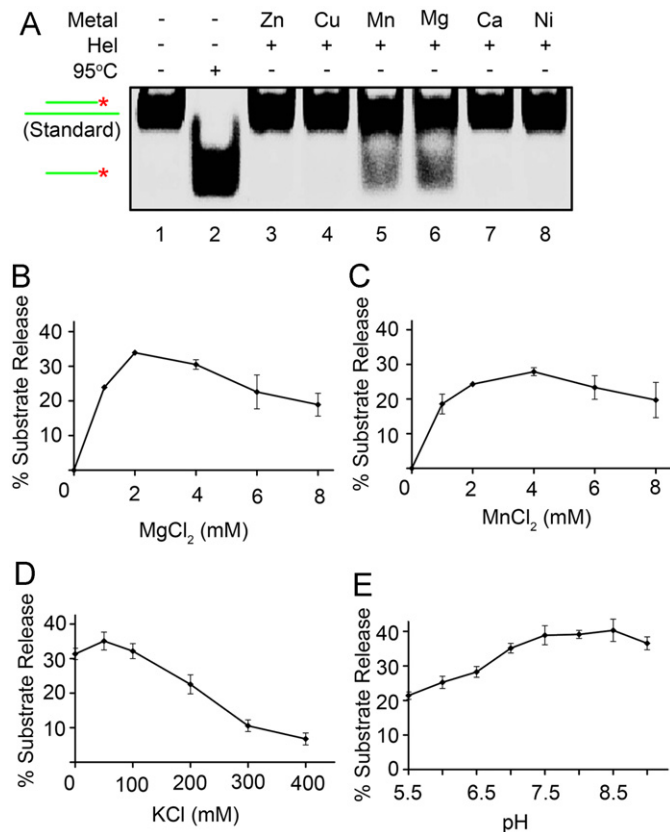 A
Metal - - Zn Cu Mn Mg Ca Ni
Hel - - + + + + + +
95°C - + - - - - - -
*
(Standard)
*
1 2 3 4 5 6 7 8
B
% Substrate Release
40
30
20
10
0 2 4 6 8
MgCl2 (mM)
C
% Substrate Release
40
30
20
10
0 2 4 6 8
MnCl2 (mM)
D
% Substrate Release
40
30
20
10
0 100 200 300 400
KCl (mM)
E
% Substrate Release
50
40
30
20
10
0
5.5 6.5 7.5 8.5
pH